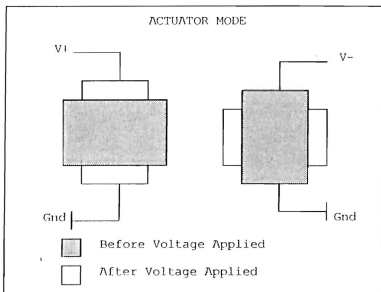 ACTUATOR MODE
V+
V-
Gnd
Gnd
Before Voltage Applied
After Voltage Applied